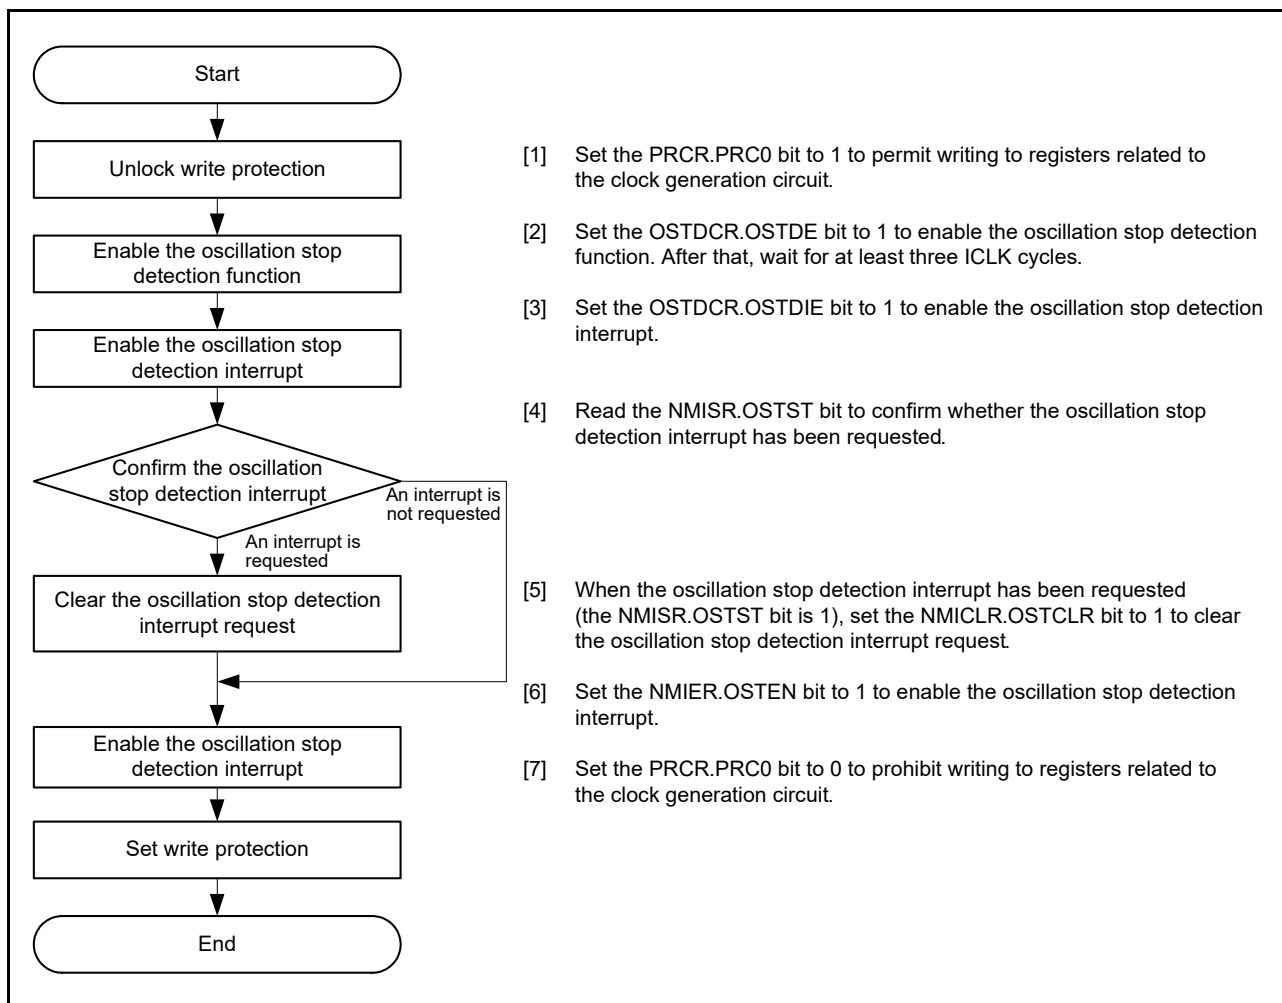 Start
Unlock write protection
Enable the oscillation stop
detection function
Enable the oscillation stop
detection interrupt
Confirm the oscillation
stop detection interrupt
An interrupt is
not requested
An interrupt is
requested
Clear the oscillation stop detection
interrupt request
Enable the oscillation stop
detection interrupt
Set write protection
End
[1] Set the PRCR.PRC0 bit to 1 to permit writing to registers related to
the clock generation circuit.
[2] Set the OSTDCR.OSTDE bit to 1 to enable the oscillation stop detection
function. After that, wait for at least three ICLK cycles.
[3] Set the OSTDCR.OSTDIE bit to 1 to enable the oscillation stop detection
interrupt.
[4] Read the NMISR.OSTST bit to confirm whether the oscillation stop
detection interrupt has been requested.
[5] When the oscillation stop detection interrupt has been requested
(the NMISR.OSTST bit is 1), set the NMICLR.OSTCLR bit to 1 to clear
the oscillation stop detection interrupt request.
[6] Set the NMIER.OSTEN bit to 1 to enable the oscillation stop detection
interrupt.
[7] Set the PRCR.PRC0 bit to 0 to prohibit writing to registers related to
the clock generation circuit.